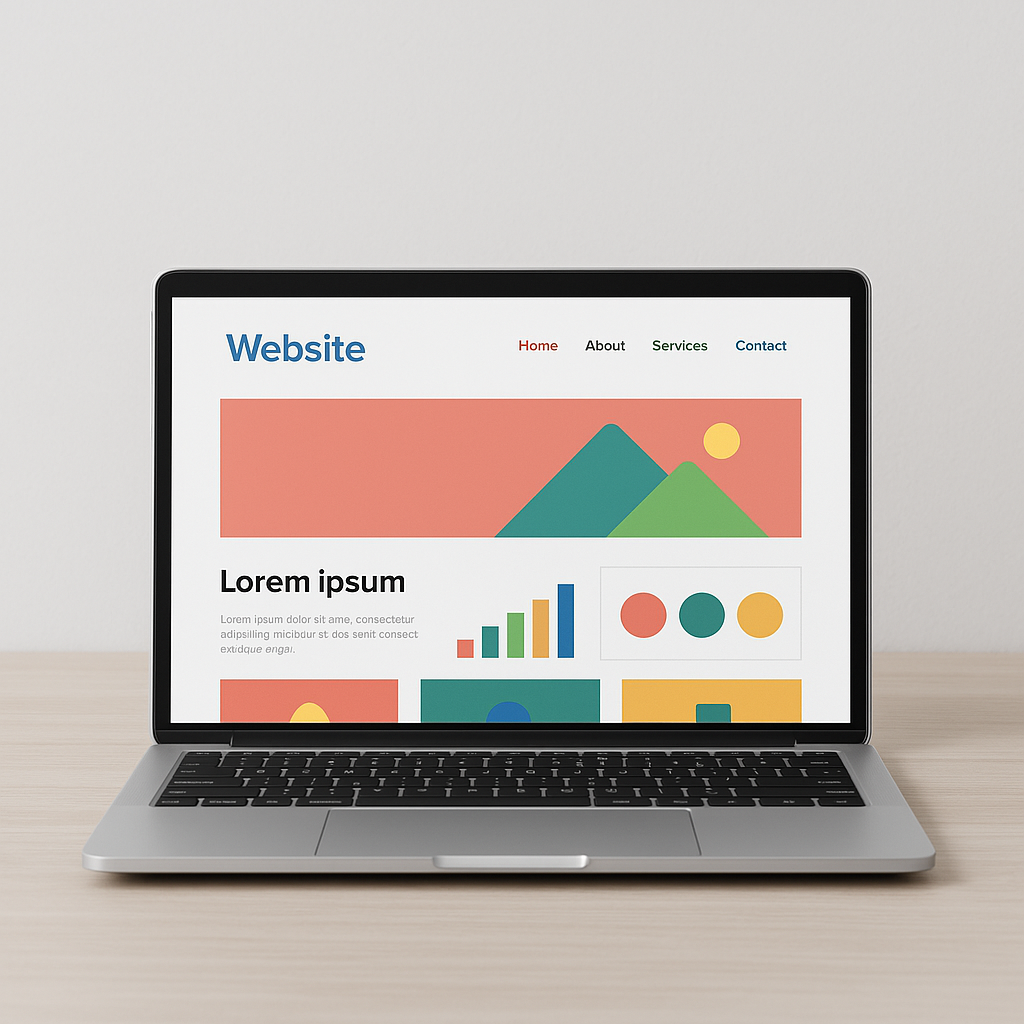 Website
Home About Services Contact
Lorem ipsum
Lorem ipsum dolor sit ame, consectetur
adipsilling micibdur st dos senit consect
extidque engai.